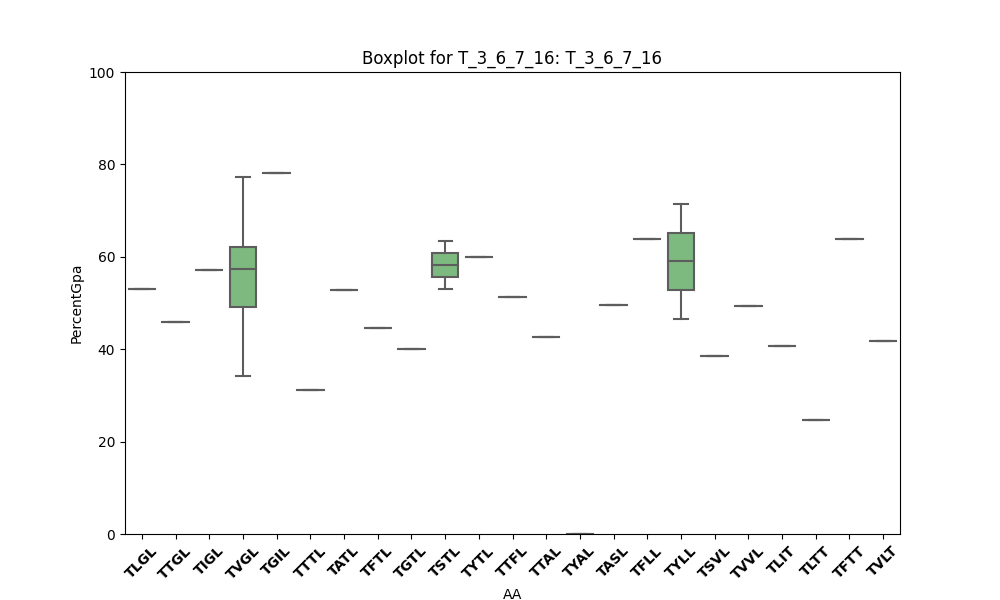 Boxplot for T_3_6_7_16: T_3_6_7_16
100
80
60
40
20
0
PercentGpa
TLGL TTGL TIGL TVGL TGIL TTTL TATL TFTL TGTL TSTL TYTL TTFL TTAL TYAL TASL TFLL TYLL TSVL TVVL TLIT TLTT TFTT TVLT
AA